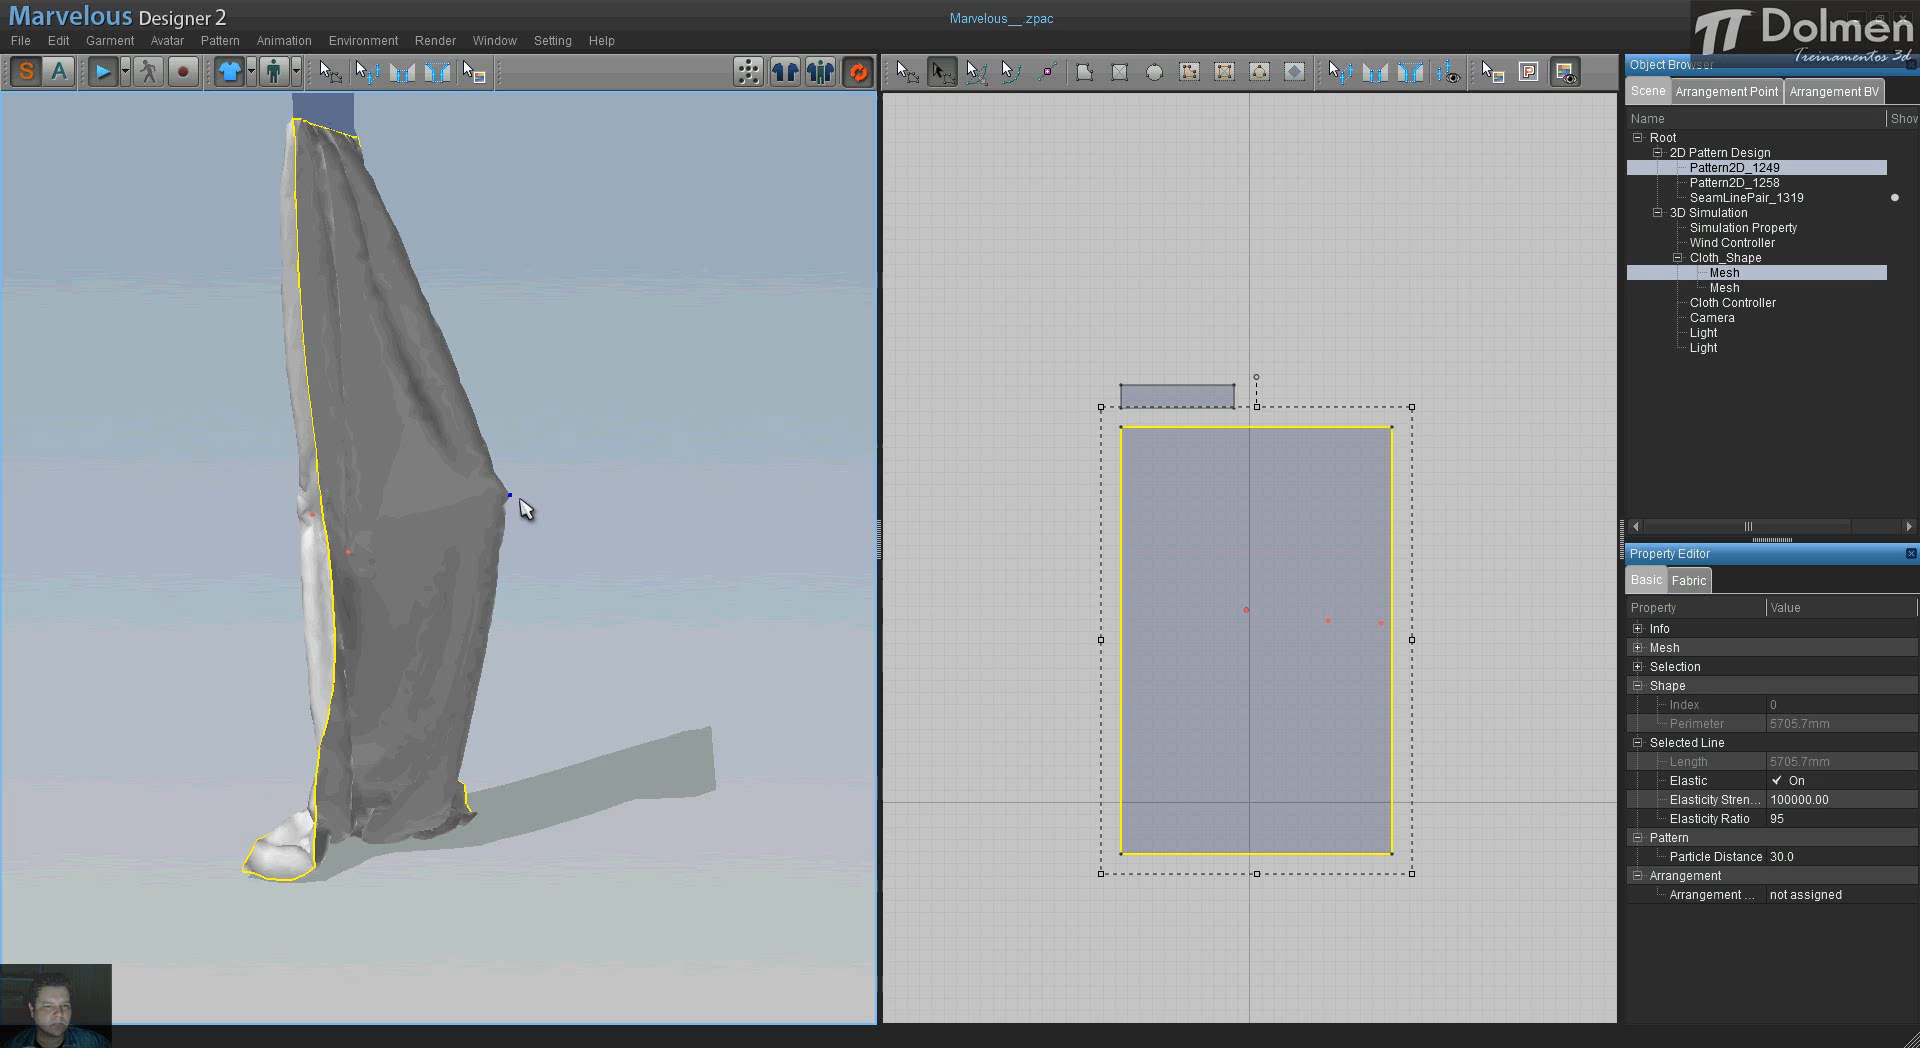 Marvelous Designer 2
Marvelous__.zpac
Dolmen
Treinamentos 3d
File Edit Garment Avatar Pattern Animation Environment Render Window Setting Help
S A
P
Object Browser
Scene Arrangement Point Arrangement BV
Name Shov
Root
2D Pattern Design
Pattern2D_1249
Pattern2D_1258
SeamLinePair_1319
3D Simulation
Simulation Property
Wind Controller
Cloth_Shape
Mesh
Mesh
Cloth Controller
Camera
Light
Light
Property Editor
Basic Fabric
Property Value
Info
Mesh
Selection
Shape
Index 0
Perimeter 5705.7mm
Selected Line
Length 5705.7mm
Elastic On
Elasticity Stren... 100000.00
Elasticity Ratio 95
Pattern
Particle Distance 30.0
Arrangement
Arrangement ... not assigned